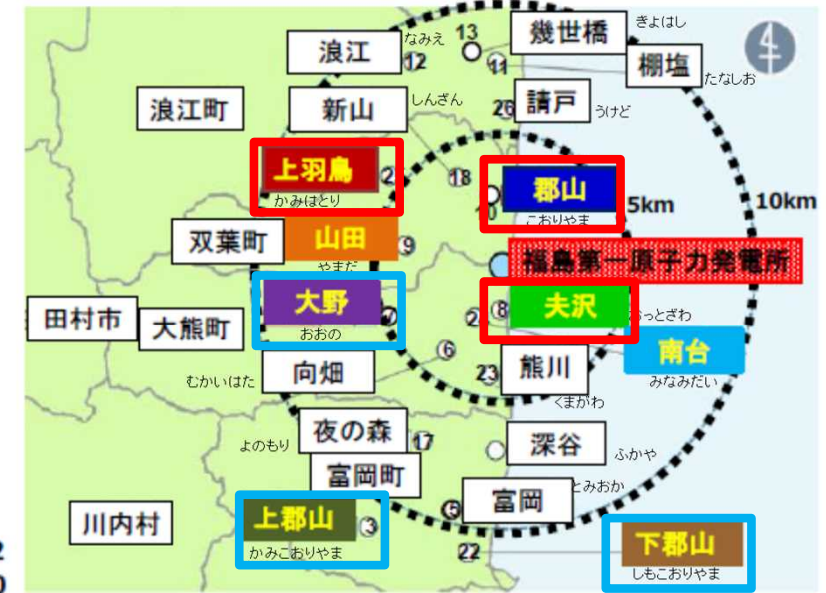 幾世橋
きよはし
浪江
なみえ
13
12
11
棚塩
たなしお
浪江町
新山
しんざん
26
請戸
うけど
上羽鳥
かみはとり
2
18
10
郡山
こおりやま
5km
10km
双葉町
山田
やまだ
9
福島第一原子力発電所
大野
おおの
7
8
夫沢
おっとざわ
田村市
大熊町
2
南台
みなみだい
6
向畑
むかいはた
23
熊川
くまがわ
夜の森
よのもり
17
深谷
ふかや
富岡町
富岡
とみおか
上郡山
かみこおりやま
3
5
川内村
22
下郡山
しもこおりやま
2
0